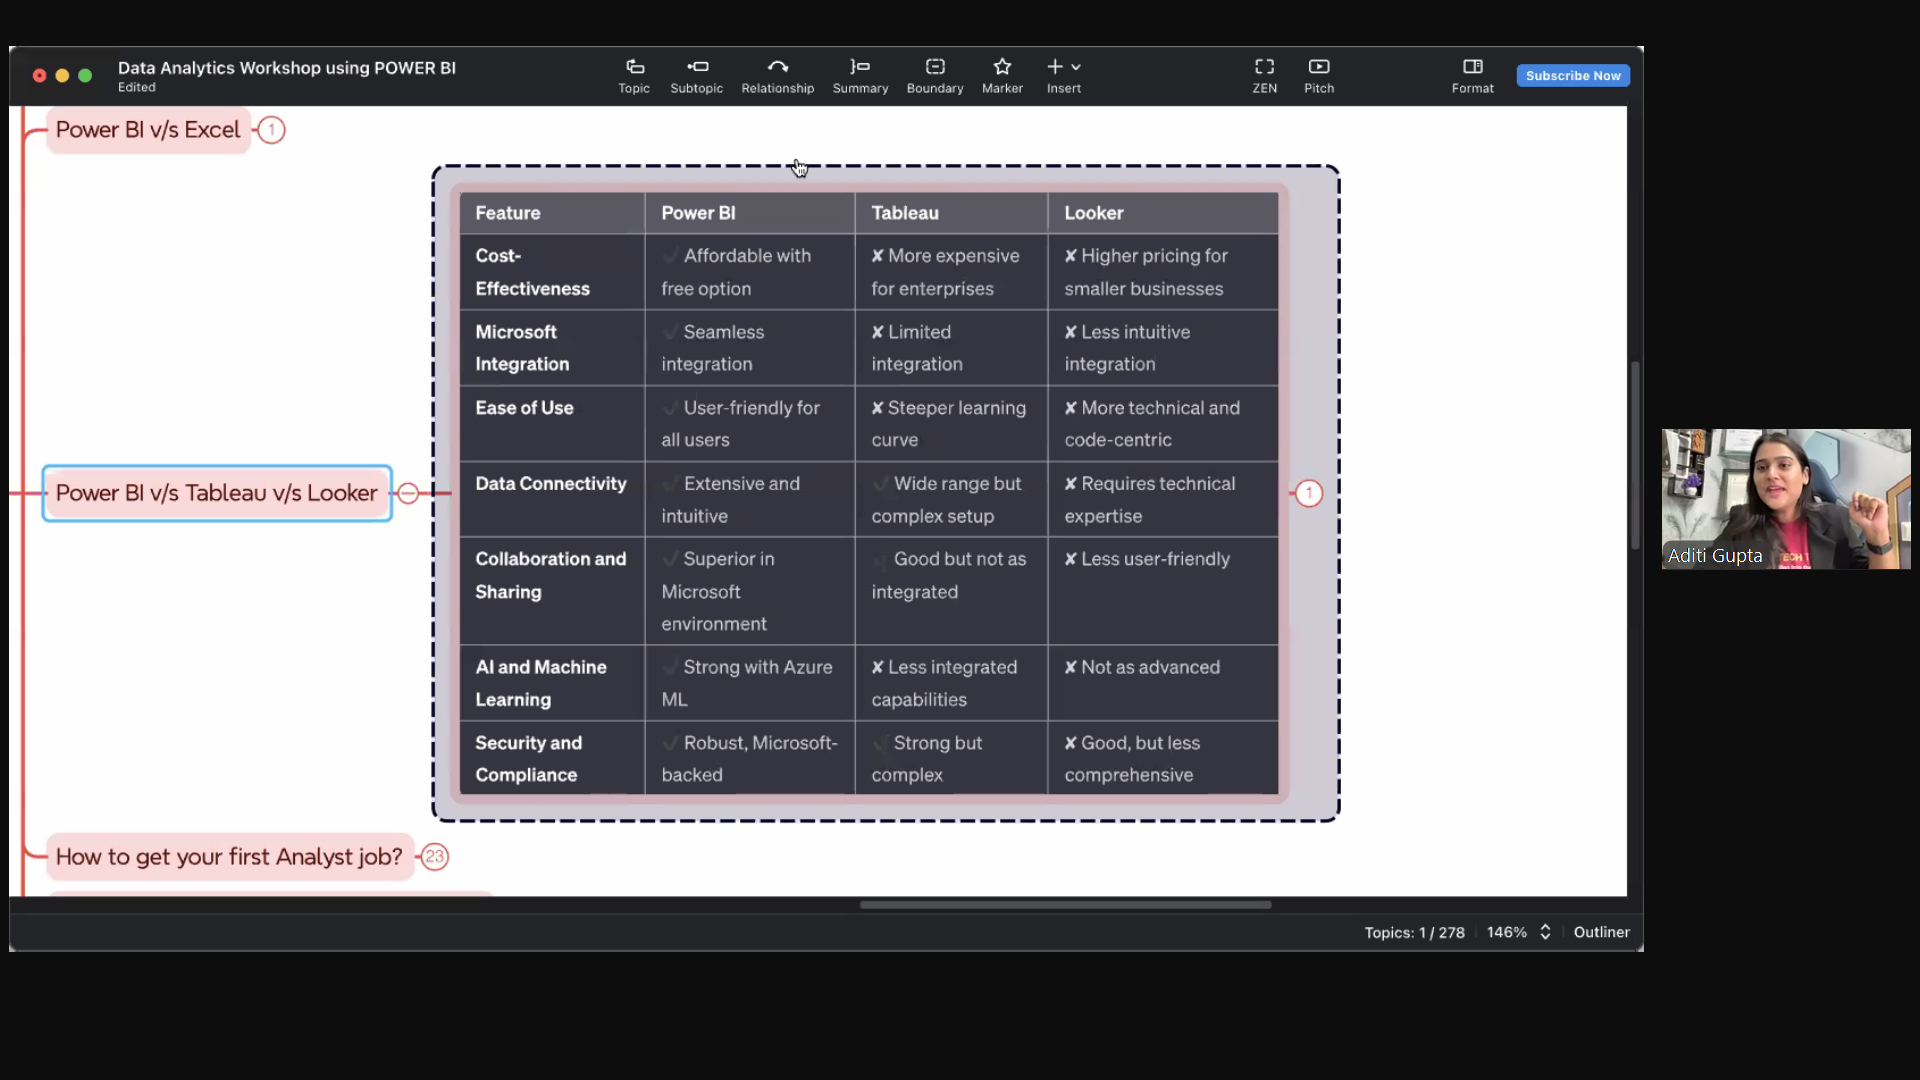 Data Analytics Workshop using POWER BI
Edited
Topic
Subtopic
Relationship
Summary
Boundary
Marker
Insert
ZEN
Pitch
Format
Subscribe Now
Power BI v/s Excel
1
Feature
Power BI
Tableau
Looker
Cost-
Effectiveness
✓ Affordable with
free option
✘ More expensive
for enterprises
✘ Higher pricing for
smaller businesses
Microsoft
Integration
✓ Seamless
integration
✘ Limited
integration
✘ Less intuitive
integration
Ease of Use
✓ User-friendly for
all users
✘ Steeper learning
curve
✘ More technical and
code-centric
Data Connectivity
✓ Extensive and
intuitive
✓ Wide range but
complex setup
✘ Requires technical
expertise
Collaboration and
Sharing
✓ Superior in
Microsoft
environment
✓ Good but not as
integrated
✘ Less user-friendly
AI and Machine
Learning
✓ Strong with Azure
ML
✘ Less integrated
capabilities
✘ Not as advanced
Security and
Compliance
✓ Robust, Microsoft-
backed
✓ Strong but
complex
✘ Good, but less
comprehensive
Power BI v/s Tableau v/s Looker
1
How to get your first Analyst job?
23
Topics: 1 / 278
146%
Outliner
Aditi Gupta